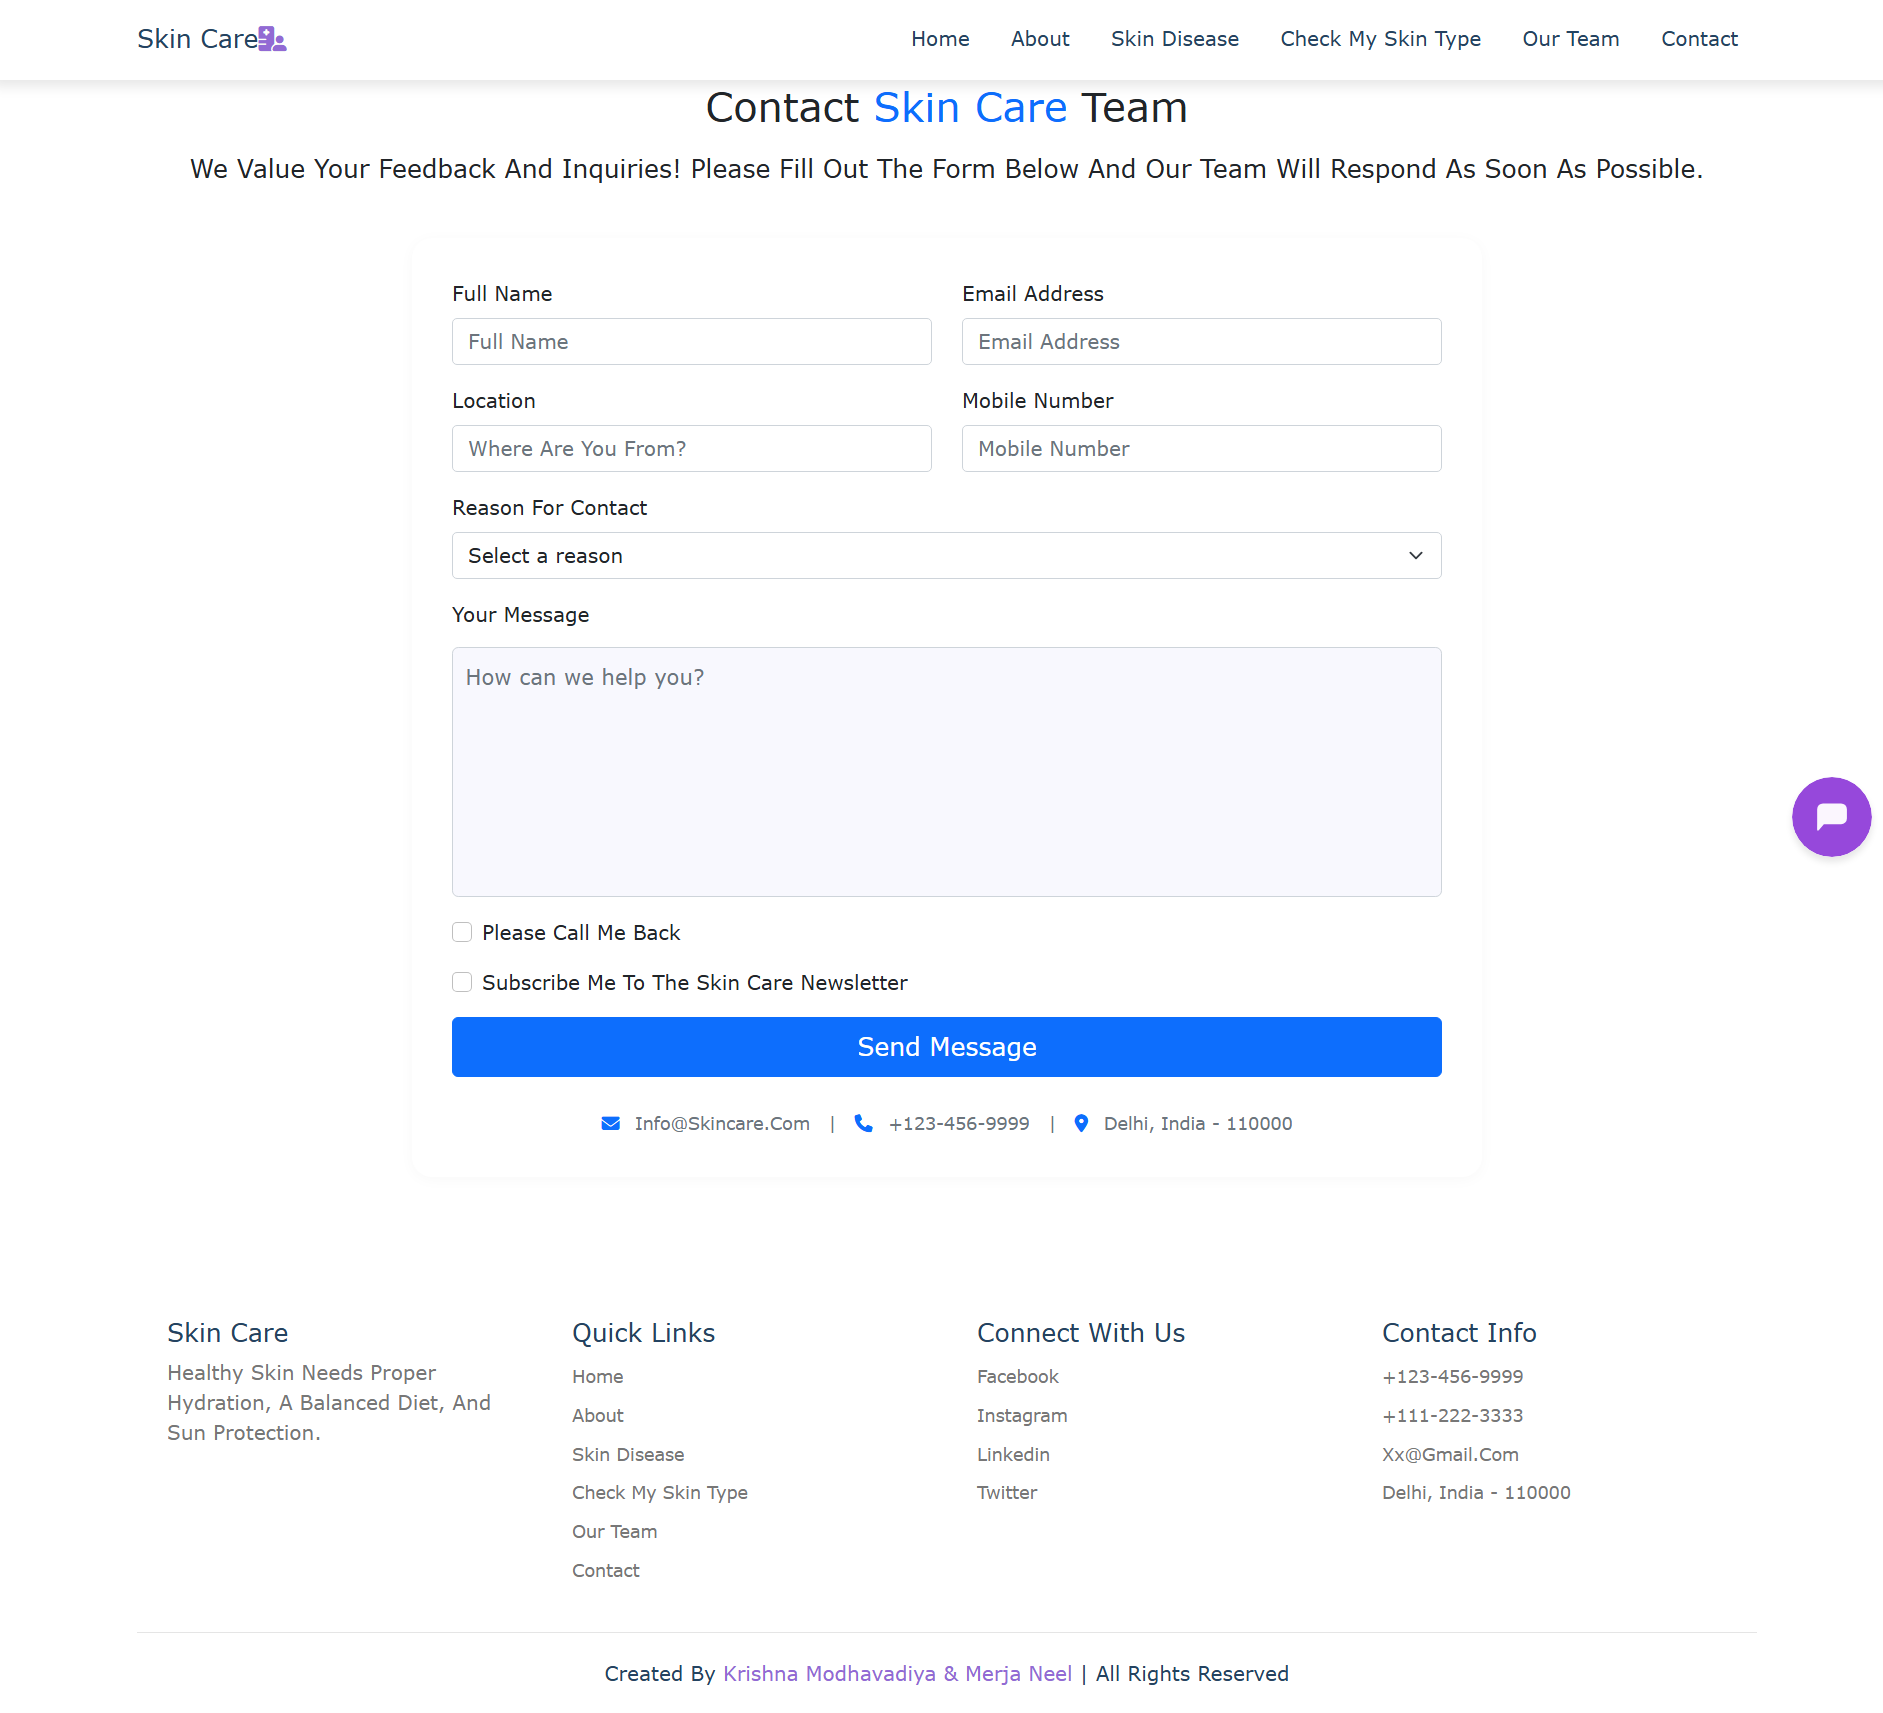 Skin Care
Home About Skin Disease Check My Skin Type Our Team Contact
Contact Skin Care Team
We Value Your Feedback And Inquiries! Please Fill Out The Form Below And Our Team Will Respond As Soon As Possible.
Full Name
Full Name
Email Address
Email Address
Location
Where Are You From?
Mobile Number
Mobile Number
Reason For Contact
Select a reason
Your Message
How can we help you?
Please Call Me Back
Subscribe Me To The Skin Care Newsletter
Send Message
Info@Skincare.Com | +123-456-9999 | Delhi, India - 110000
Skin Care
Healthy Skin Needs Proper
Hydration, A Balanced Diet, And
Sun Protection.
Quick Links
Home
About
Skin Disease
Check My Skin Type
Our Team
Contact
Connect With Us
Facebook
Instagram
Linkedin
Twitter
Contact Info
+123-456-9999
+111-222-3333
Xx@Gmail.Com
Delhi, India - 110000
Created By Krishna Modhavadiya & Merja Neel | All Rights Reserved